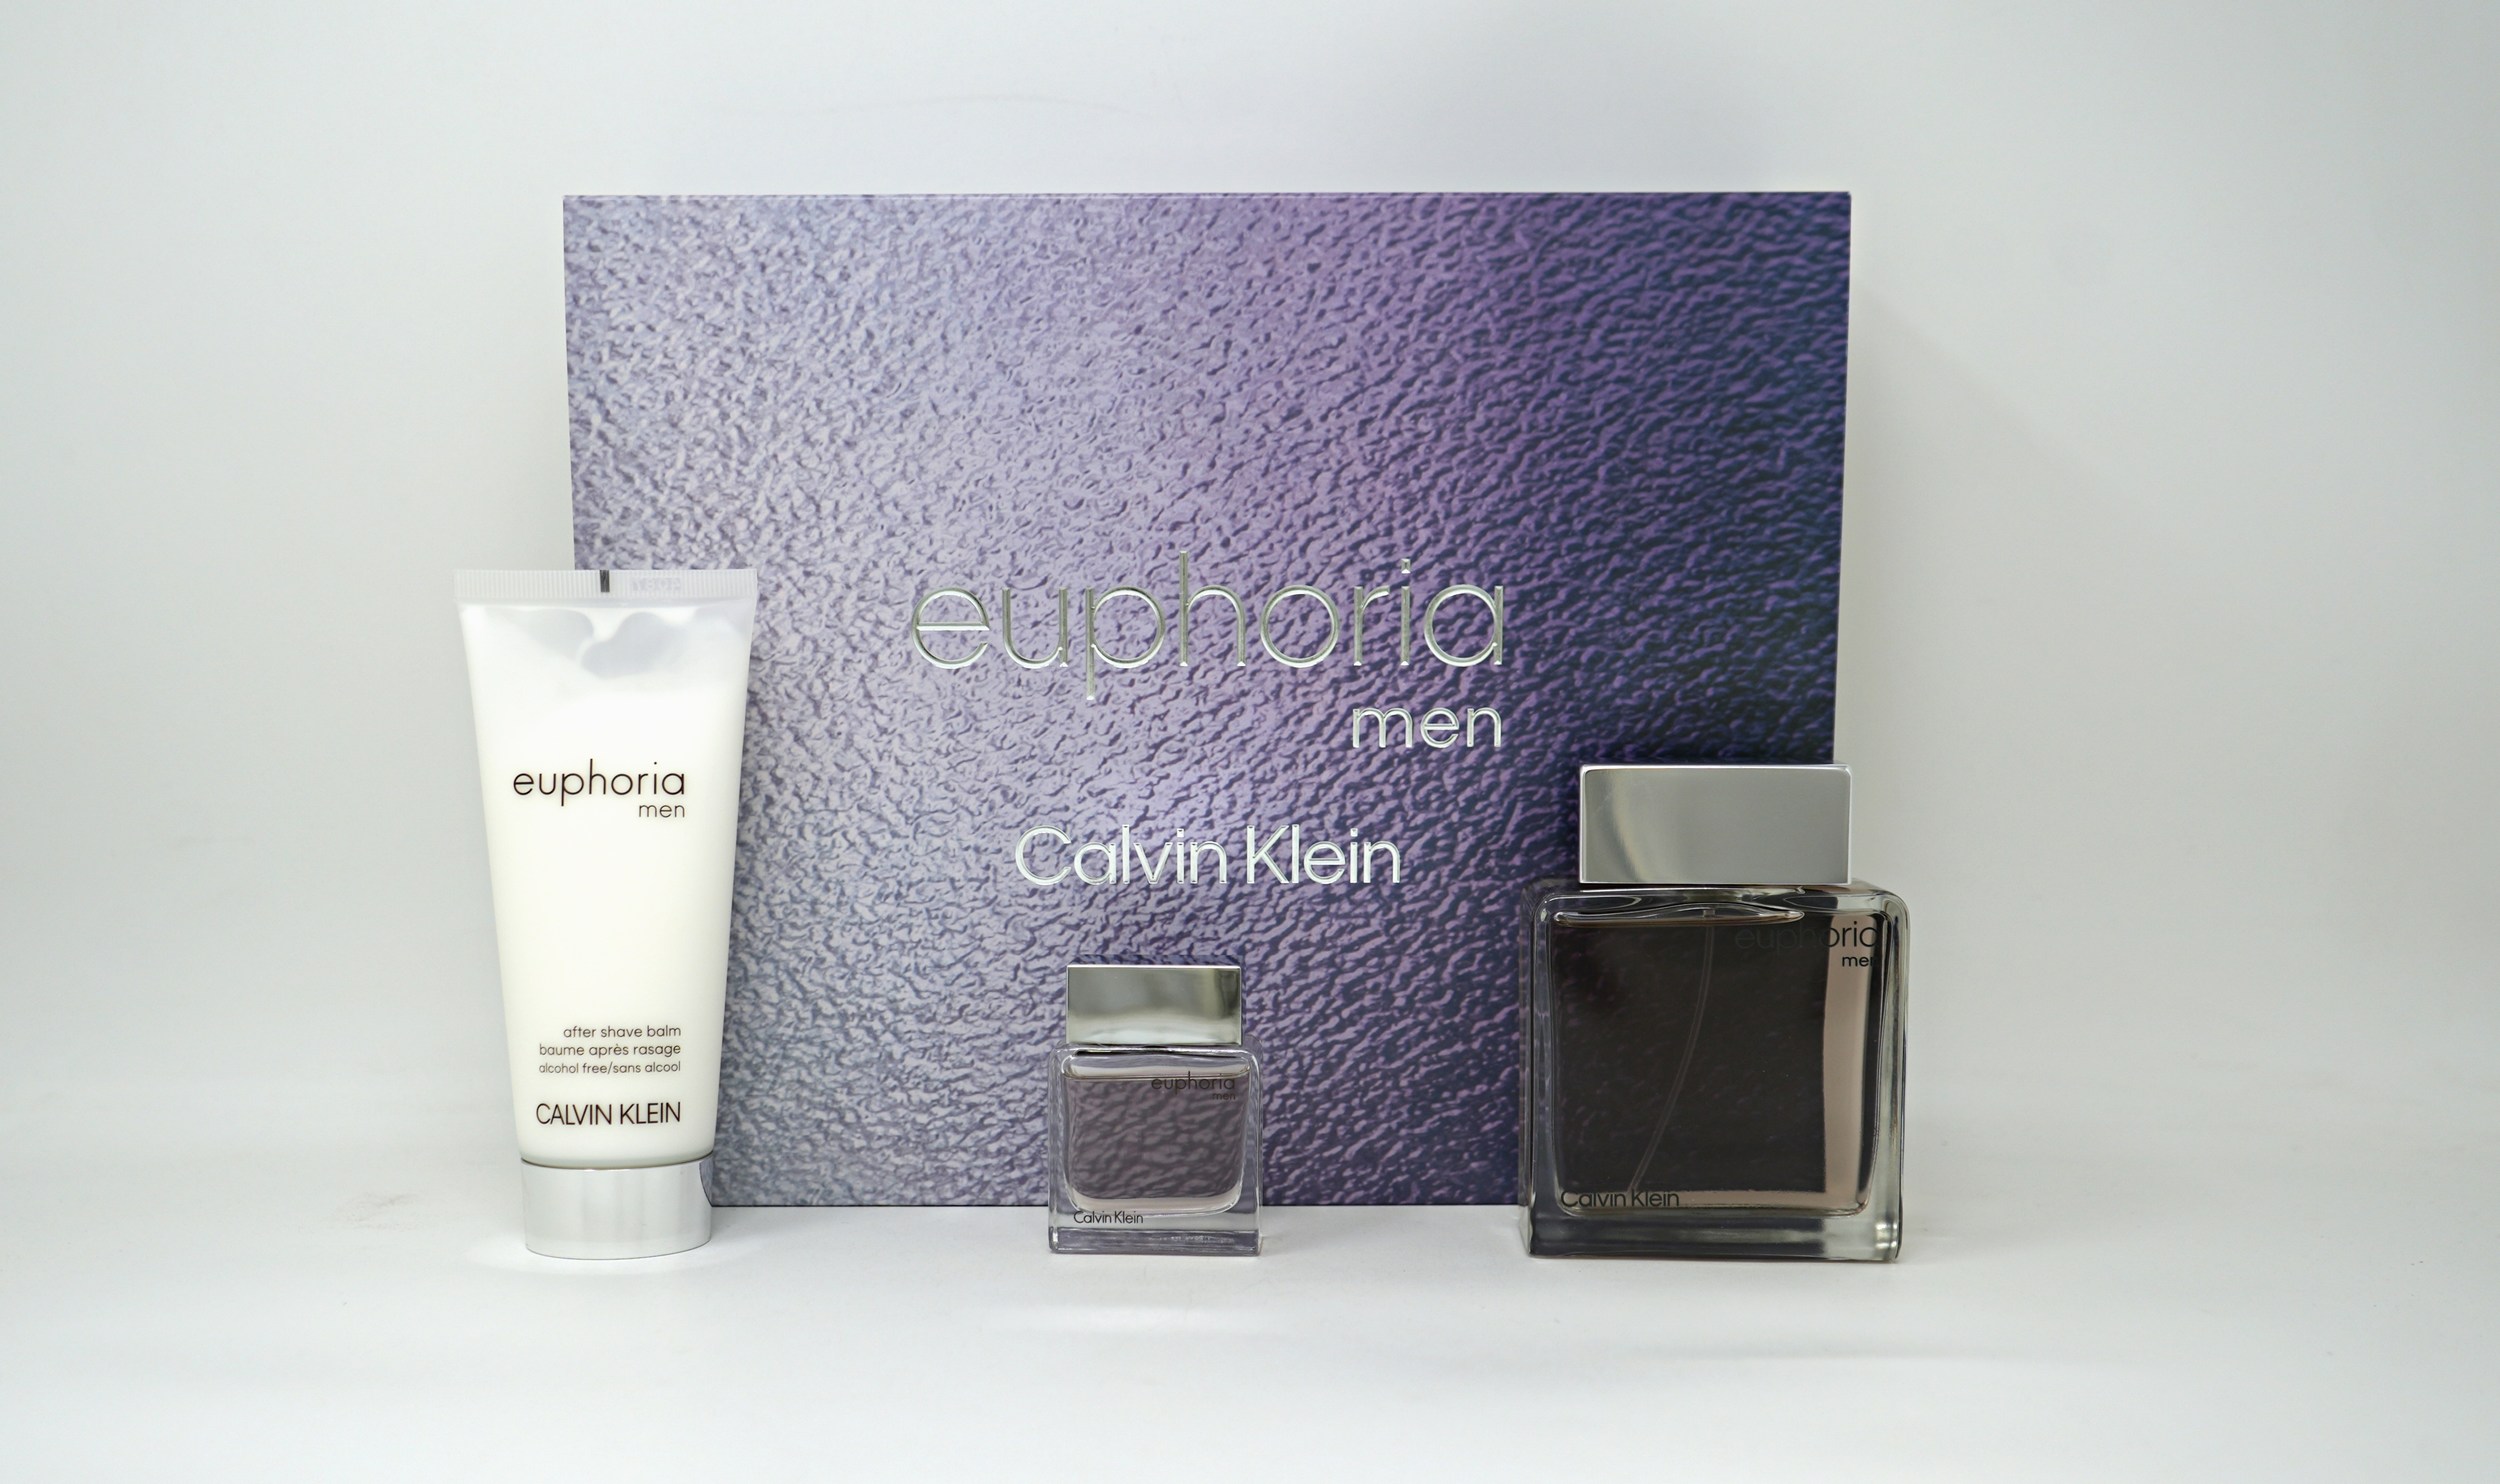 euphoria
men
Calvin Klein
euphoria
men
after shave balm
baume après rasage
alcohol free/sans alcool
CALVIN KLEIN
euphoria
men
Calvin Klein
euphoria
men
Calvin Klein